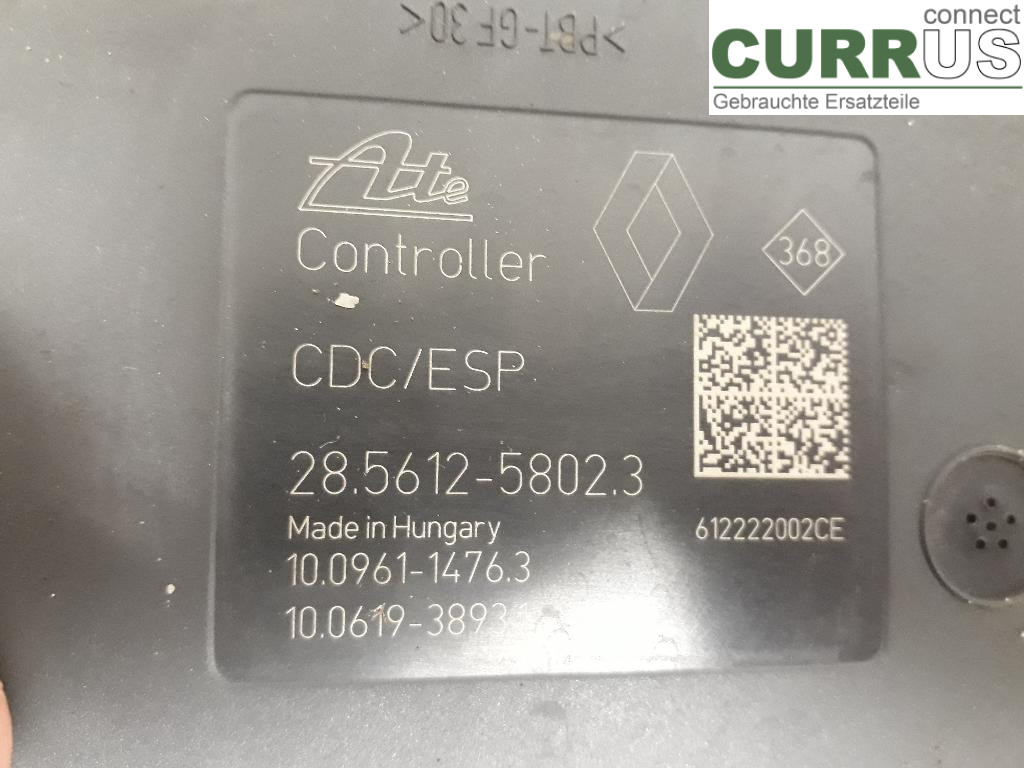 >PBT-GF30<
connect
CURRUS
Gebrauchte Ersatzteile
Ate
368
Controller
CDC/ESP
28.5612-5802.3
Made in Hungary
612222002CE
10.0961-1476.3